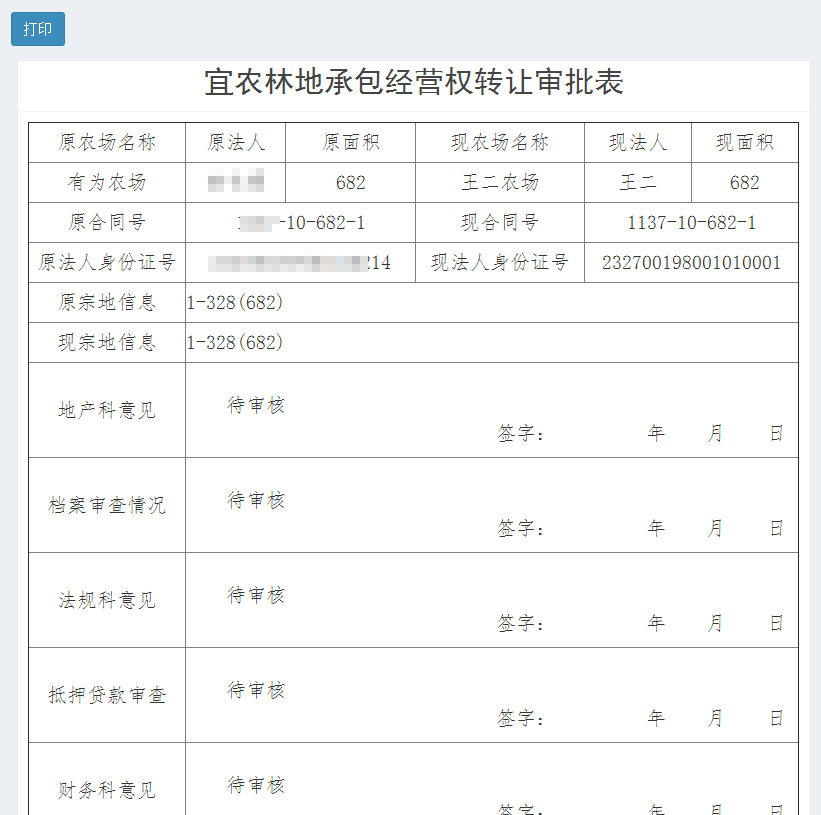 打印
宜农林地承包经营权转让审批表
原农场名称 原法人 原面积 现农场名称 现法人 现面积
有为农场 682 王二农场 王二 682
原合同号 -10-682-1 现合同号 1137-10-682-1
原法人身份证号 214 现法人身份证号 232700198001010001
原宗地信息 1-328(682)
现宗地信息 1-328(682)
地产科意见 待审核
签字: 年 月 日
档案审查情况 待审核
签字: 年 月 日
法规科意见 待审核
签字: 年 月 日
抵押贷款审查 待审核
签字: 年 月 日
财务科意见 待审核
签字: 年 月 日